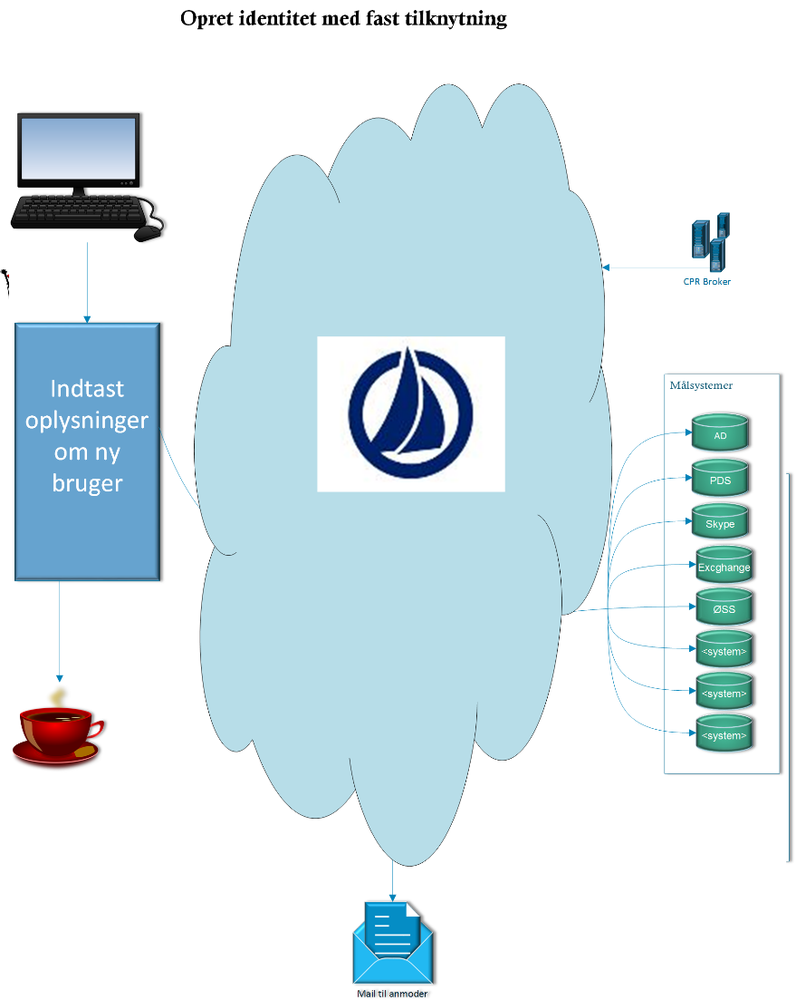 Opret identitet med fast tilknytning
Indtast
oplysninger
om ny
bruger
CPR Broker
Målsystemer
AD
PDS
Skype
Excghange
ØSS
<system>
<system>
<system>
Mail til anmoder